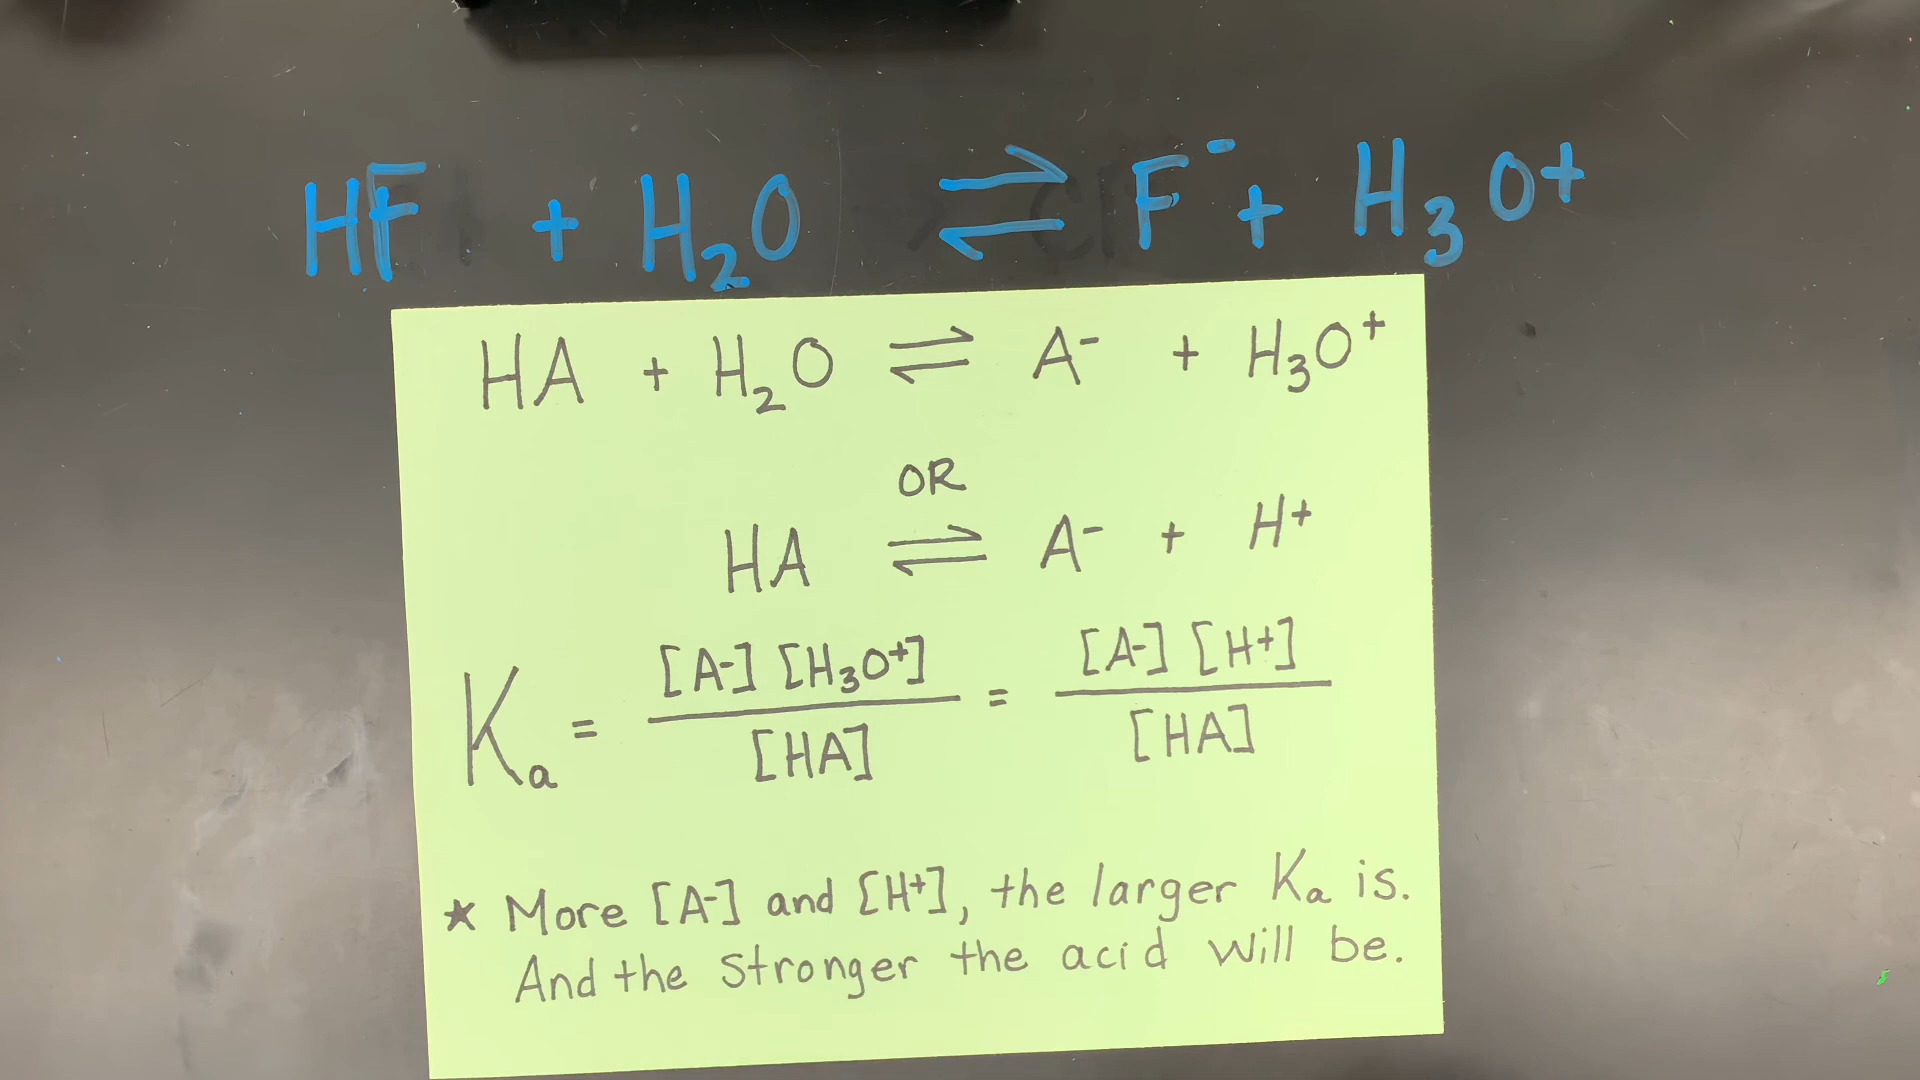 HF + H₂O ⇌ F⁻ + H₃O⁺
HA + H₂O ⇌ A⁻ + H₃O⁺
OR
HA ⇌ A⁻ + H⁺
Kₐ = [A⁻] [H₃O⁺] / [HA] = [A⁻] [H⁺] / [HA]
* More [A⁻] and [H⁺], the larger Kₐ is.
And the stronger the acid will be.